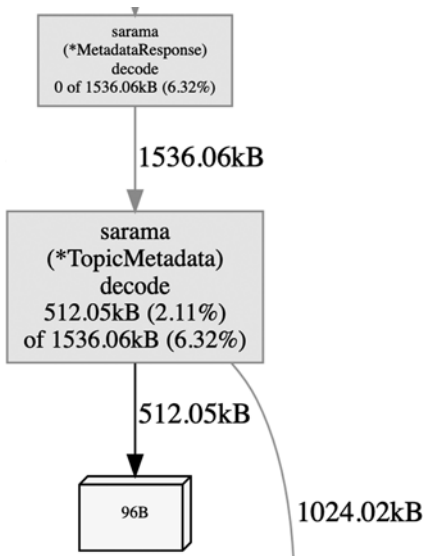 sarama
(*MetadataResponse)
decode
0 of 1536.06kB (6.32%)
1536.06kB
sarama
(*TopicMetadata)
decode
512.05kB (2.11%)
of 1536.06kB (6.32%)
512.05kB
96B
1024.02kB